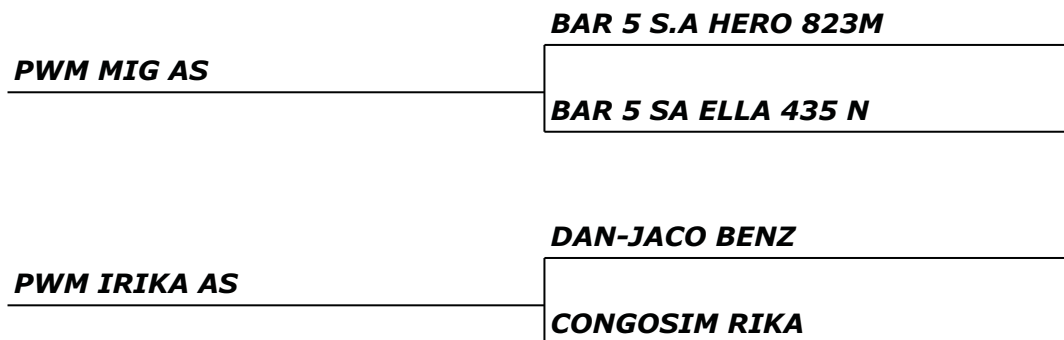 BAR 5 S.A HERO 823M
PWM MIG AS
BAR 5 SA ELLA 435 N
DAN-JACO BENZ
PWM IRIKA AS
CONGOSIM RIKA